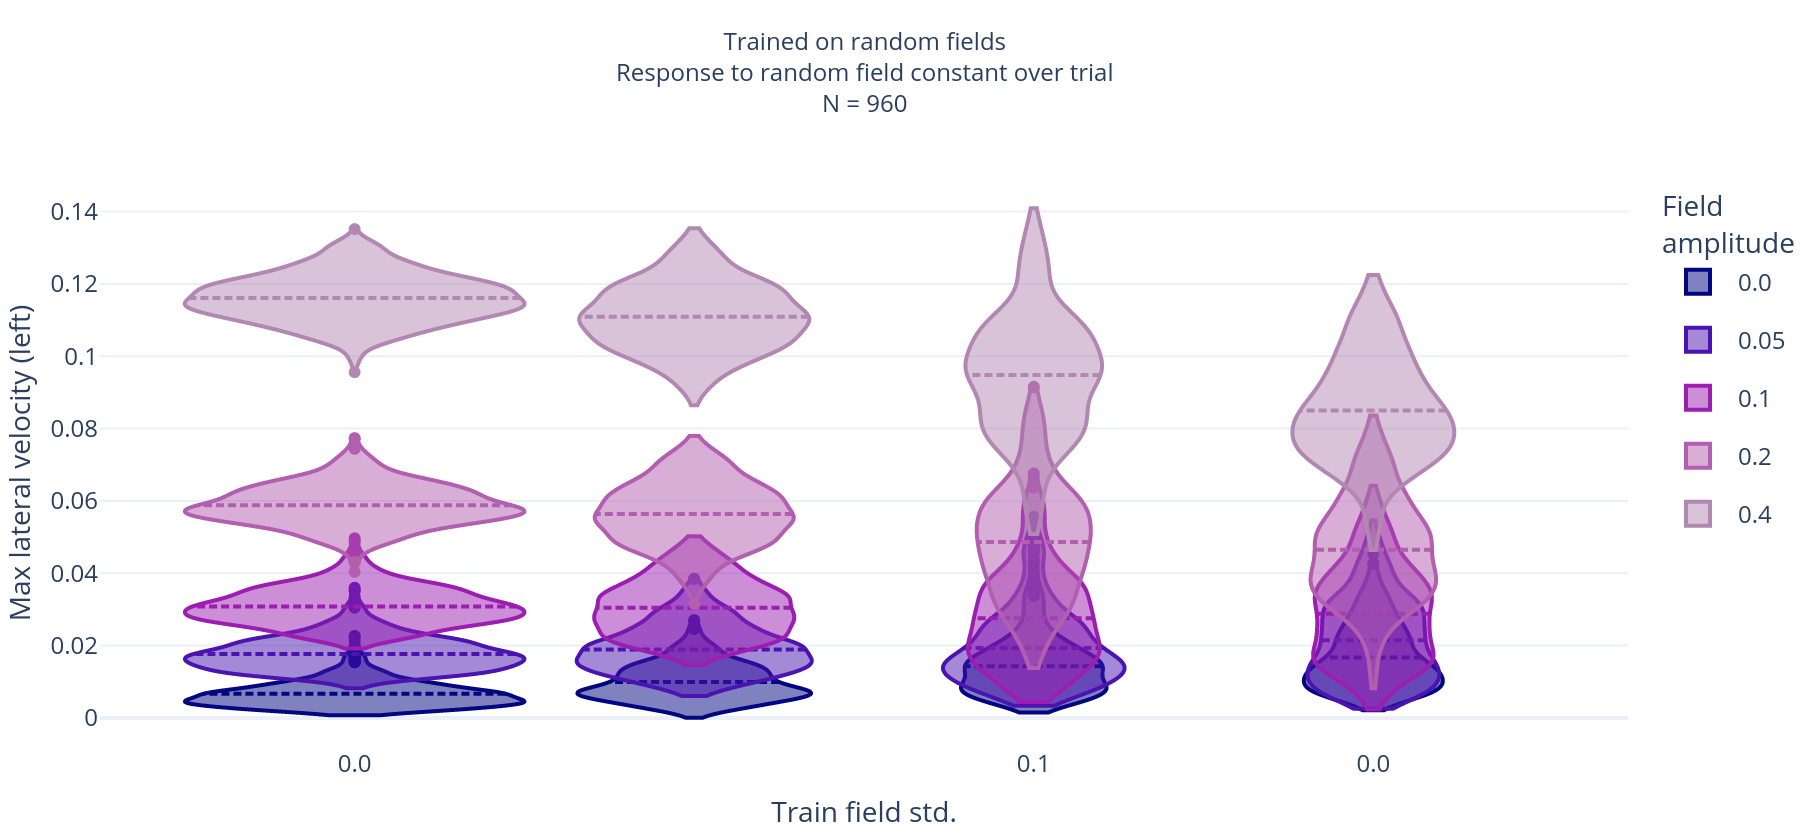 Trained on random fields
Response to random field constant over trial
N = 960
Max lateral velocity (left)
0.14
0.12
0.1
0.08
0.06
0.04
0.02
0
0.0
0.1
0.0
Train field std.
Field
amplitude
0.0
0.05
0.1
0.2
0.4